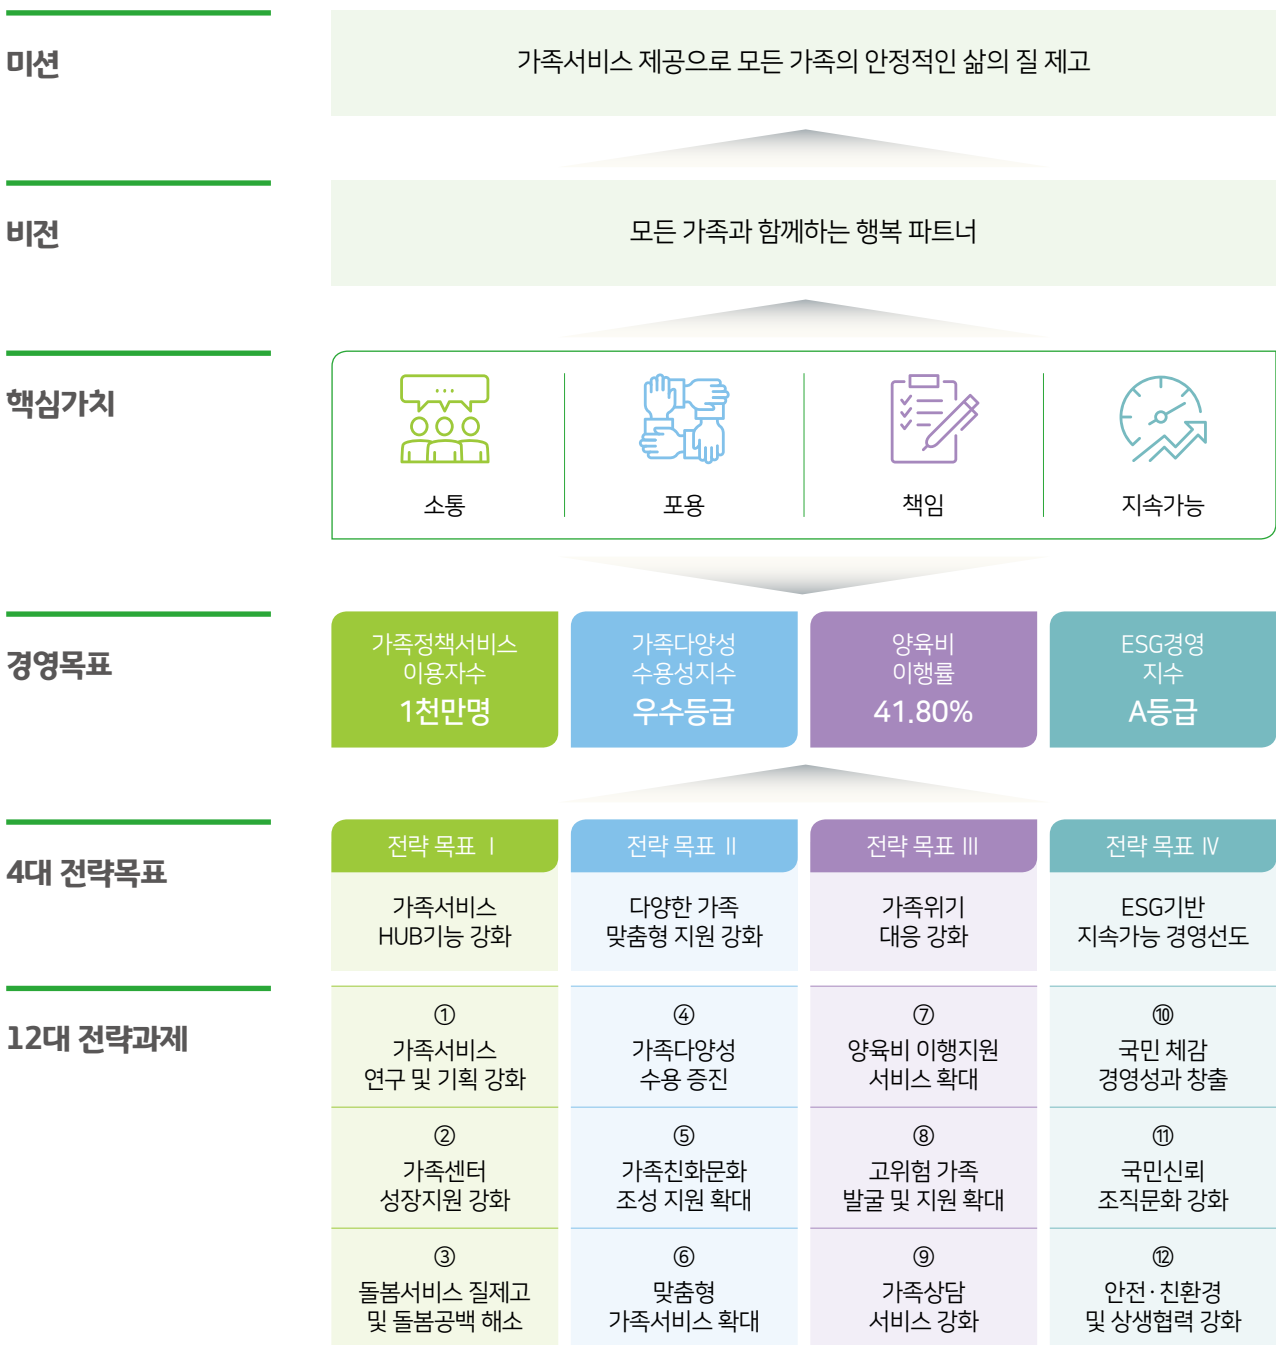 미션
가족서비스 제공으로 모든 가족의 안정적인 삶의 질 제고
비전
모든 가족과 함께하는 행복 파트너
핵심가치
소통
포용
책임
지속가능
경영목표
가족정책서비스
이용자수
1천만명
가족다양성
수용성지수
우수등급
양육비
이행률
41.80%
ESG경영
지수
A등급
4대 전략목표
전략 목표 Ⅰ
가족서비스
HUB기능 강화
전략 목표 Ⅱ
다양한 가족
맞춤형 지원 강화
전략 목표 Ⅲ
가족위기
대응 강화
전략 목표 Ⅳ
ESG기반
지속가능 경영선도
12대 전략과제
①
가족서비스
연구 및 기획 강화
④
가족다양성
수용 증진
⑦
양육비 이행지원
서비스 확대
⑩
국민 체감
경영성과 창출
②
가족센터
성장지원 강화
⑤
가족친화문화
조성 지원 확대
⑧
고위험 가족
발굴 및 지원 확대
⑪
국민신뢰
조직문화 강화
③
돌봄서비스 질제고
및 돌봄공백 해소
⑥
맞춤형
가족서비스 확대
⑨
가족상담
서비스 강화
⑫
안전·친환경
및 상생협력 강화